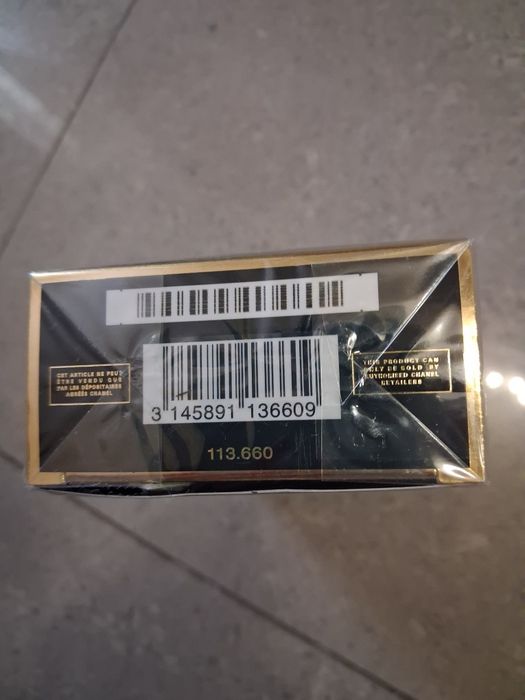 CET ARTICLE NE PEUT
ÊTRE VENDU QUE
PAR LES DÉPOSITAIRES
AGRÉÉS CHANEL
3 145891 136609
113.660
THIS PRODUCT CAN
ONLY BE SOLD BY
AUTHORISED CHANEL
RETAILERS